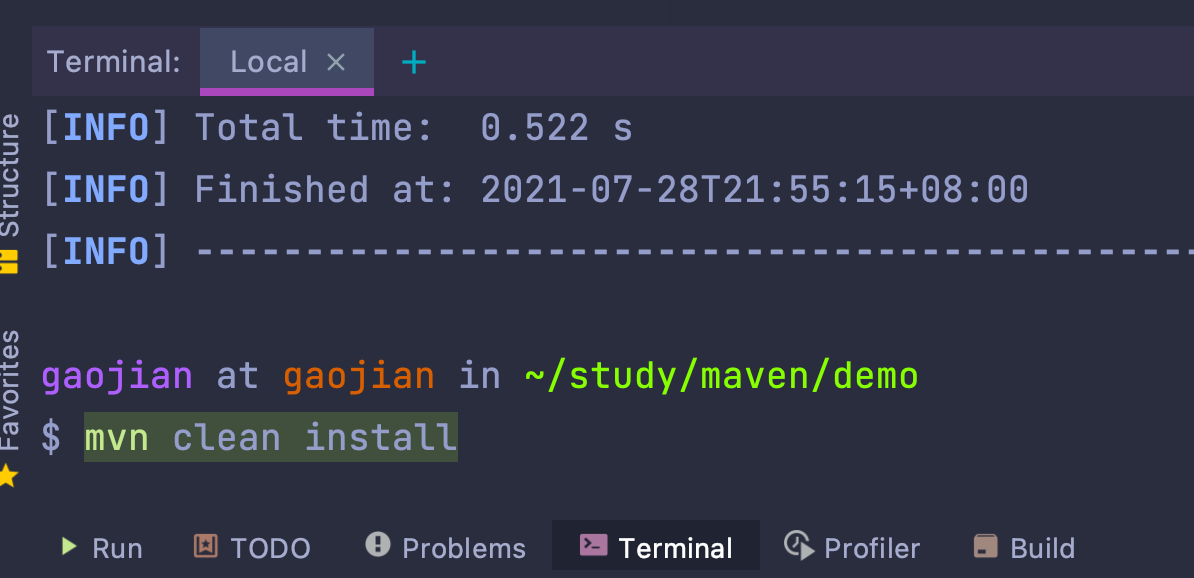 Terminal: Local × +
[INFO] Total time:  0.522 s
[INFO] Finished at: 2021-07-28T21:55:15+08:00
[INFO] ----------------------------------------------
gaojian at gaojian in ~/study/maven/demo
$ mvn clean install
Structure
Favorites
Run TODO Problems Terminal Profiler Build